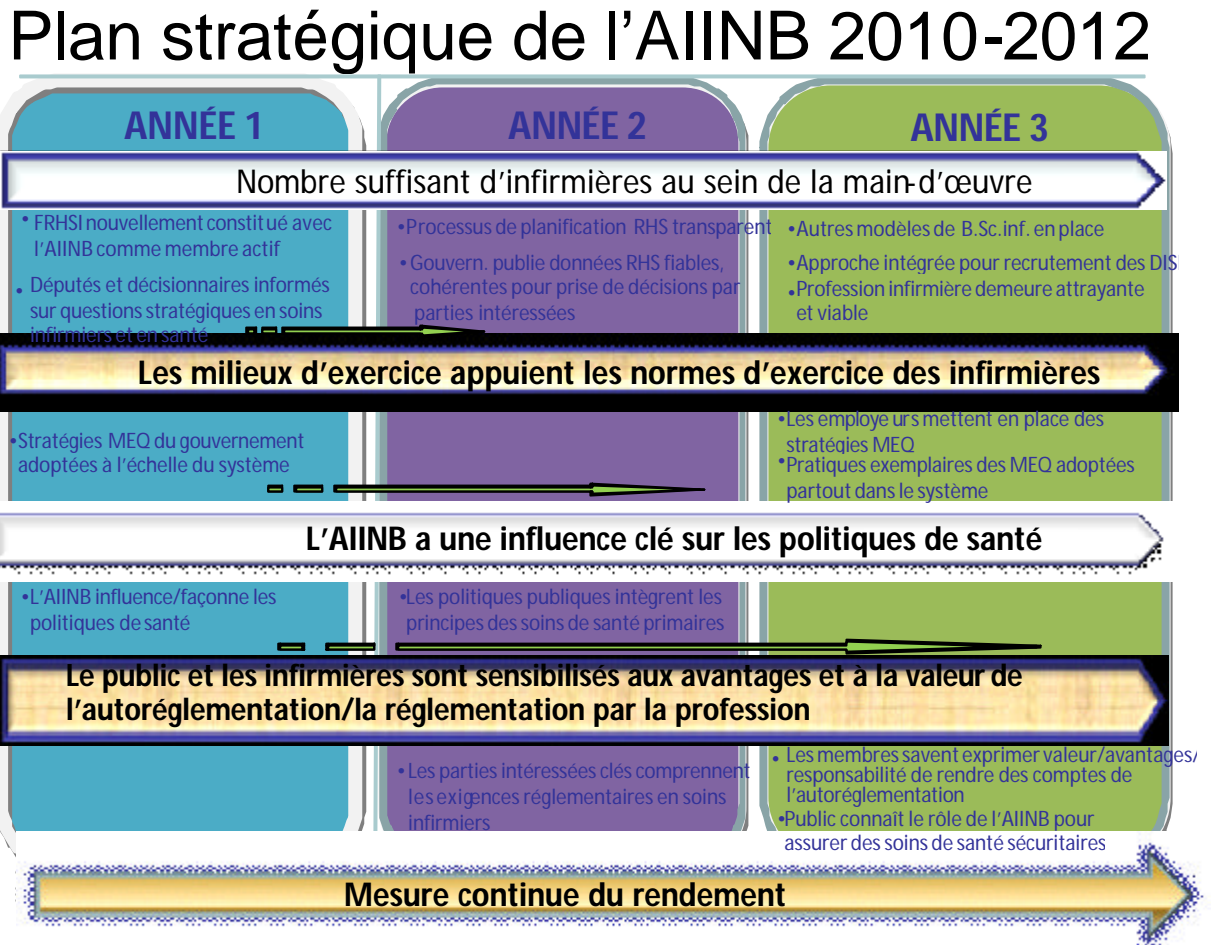 Plan stratégique de l'AIINB 2010-2012
ANNÉE 1
ANNÉE 2
ANNÉE 3
Nombre suffisant d'infirmières au sein de la main-d'œuvre
• FRHSI nouvellement constitué avec
l'AIINB comme membre actif
• Députés et décisionnaires informés
sur questions stratégiques en soins
infirmiers et en santé
• Processus de planification RHS transparent
• Gouvern. publie données RHS fiables,
cohérentes pour prise de décisions par
parties intéressées
• Autres modèles de B.Sc.inf. en place
• Approche intégrée pour recrutement des DISI
• Profession infirmière demeure attrayante
et viable
Les milieux d'exercice appuient les normes d'exercice des infirmières
• Stratégies MEQ du gouvernement
adoptées à l'échelle du système
• Les employeurs mettent en place des
stratégies MEQ
• Pratiques exemplaires des MEQ adoptées
partout dans le système
L'AIINB a une influence clé sur les politiques de santé
• L'AIINB influence/façonne les
politiques de santé
• Les politiques publiques intègrent les
principes des soins de santé primaires
Le public et les infirmières sont sensibilisés aux avantages et à la valeur de
l'autoréglementation/la réglementation par la profession
• Les parties intéressées clés comprennent
les exigences réglementaires en soins
infirmiers
• Les membres savent exprimer valeur/avantages/
responsabilité de rendre des comptes de
l'autoréglementation
• Public connaît le rôle de l'AIINB pour
assurer des soins de santé sécuritaires
Mesure continue du rendement